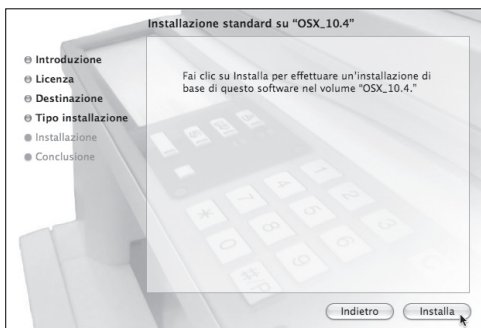 Installazione standard su “OSX_10.4”
Introduzione
Licenza
Destinazione
Tipo installazione
Installazione
Conclusione
Fai clic su Installa per effettuare un’installazione di
base di questo software nel volume “OSX_10.4.”
Indietro
Installa